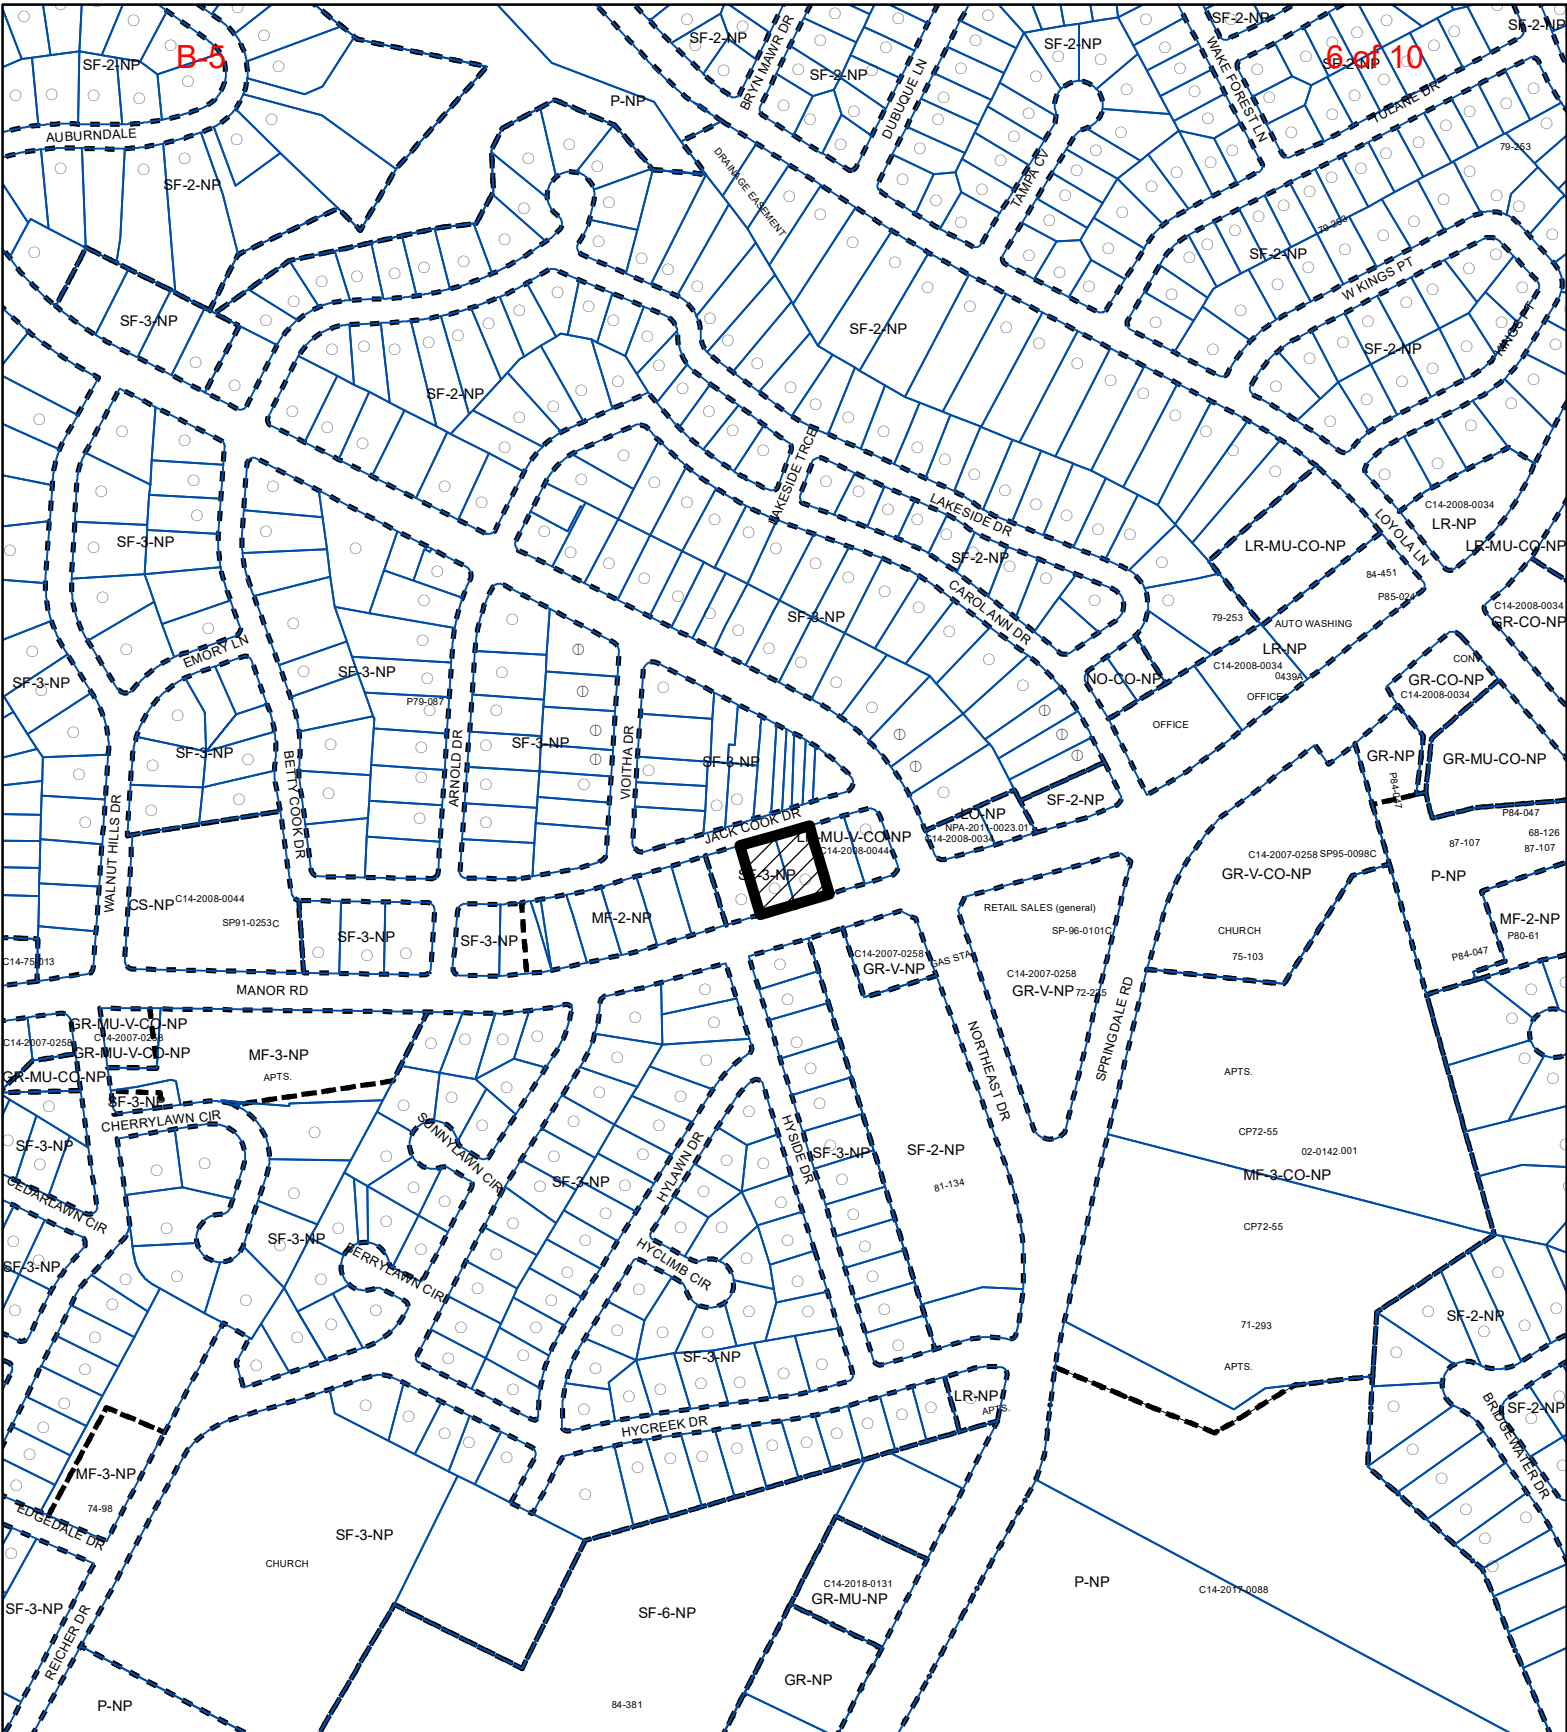 B-5
6 of 10
SF-2-NP
SF-2-NP
SF-2-NP
SF-2-NP
SF-2-NP
SF-2-NP
SF-2-NP
BRYN MAWR DR
DUBUQUE LN
WAKE FOREST LN
TULANE DR
P-NP
AUBURNDALE
79-253
DRAINAGE EASEMENT
TAMPA CV
SF-2-NP
79-253
SF-2-NP
W KINGS PT
KINGS PT
SF-3-NP
SF-2-NP
SF-2-NP
SF-2-NP
LAKESIDE TRCE
LAKESIDE DR
C14-2008-0034
LR-NP
LOYOLA LN
SF-3-NP
LR-MU-CO-NP
LR-MU-CO-NP
SF-2-NP
84-451
P85-024
CAROLANN DR
C14-2008-0034
GR-CO-NP
SF-3-NP
79-253
AUTO WASHING
EMORY LN
LR-NP
C14-2008-0034
0439A
CONV
SF-3-NP
SF-3-NP
NO-CO-NP
GR-CO-NP
C14-2008-0034
OFFICE
P79-087
OFFICE
SF-3-NP
SF-3-NP
SF-3-NP
BETTY COOK DR
ARNOLD DR
VIOITHA DR
GR-NP
GR-MU-CO-NP
P84-047
WALNUT HILLS DR
SF-2-NP
JACK COOK DR
LO-NP
NPA-2011-0023.01
C14-2008-0034
LR-MU-V-CO-NP
C14-2008-0044
P84-047
68-126
87-107
87-107
C14-2007-0258
SP95-0098C
GR-V-CO-NP
SF-3-NP
P-NP
CS-NP
C14-2008-0044
SP91-0253C
MF-2-NP
RETAIL SALES (general)
SP-96-0101C
CHURCH
75-103
MF-2-NP
P80-61
SF-3-NP
SF-3-NP
C14-75-013
C14-2007-0258
GR-V-NP
GAS STA
P84-047
C14-2007-0258
GR-V-NP
72-225
MANOR RD
GR-MU-V-CO-NP
C14-2007-0258
GR-MU-V-CO-NP
C14-2007-0258
GR-MU-CO-NP
MF-3-NP
APTS.
SPRINGDALE RD
NORTHEAST DR
APTS.
SF-3-NP
CHERRYLAWN CIR
SUNNYLAWN CIR
HYLAWN DR
HYSIDE DR
SF-3-NP
SF-3-NP
SF-3-NP
SF-2-NP
81-134
CP72-55
02-0142.001
MF-3-CO-NP
CEDARLAWN CIR
CP72-55
SF-3-NP
BERRYLAWN CIR
HYCLIMB CIR
SF-3-NP
SF-2-NP
71-293
SF-3-NP
APTS.
LR-NP
APTS.
HYCREEK DR
BRIDGEWATER DR
SF-2-NP
MF-3-NP
74-98
EDGEDALE DR
SF-3-NP
CHURCH
P-NP
C14-2017-0088
C14-2018-0131
GR-MU-NP
SF-3-NP
SF-6-NP
REICHER DR
GR-NP
P-NP
84-381